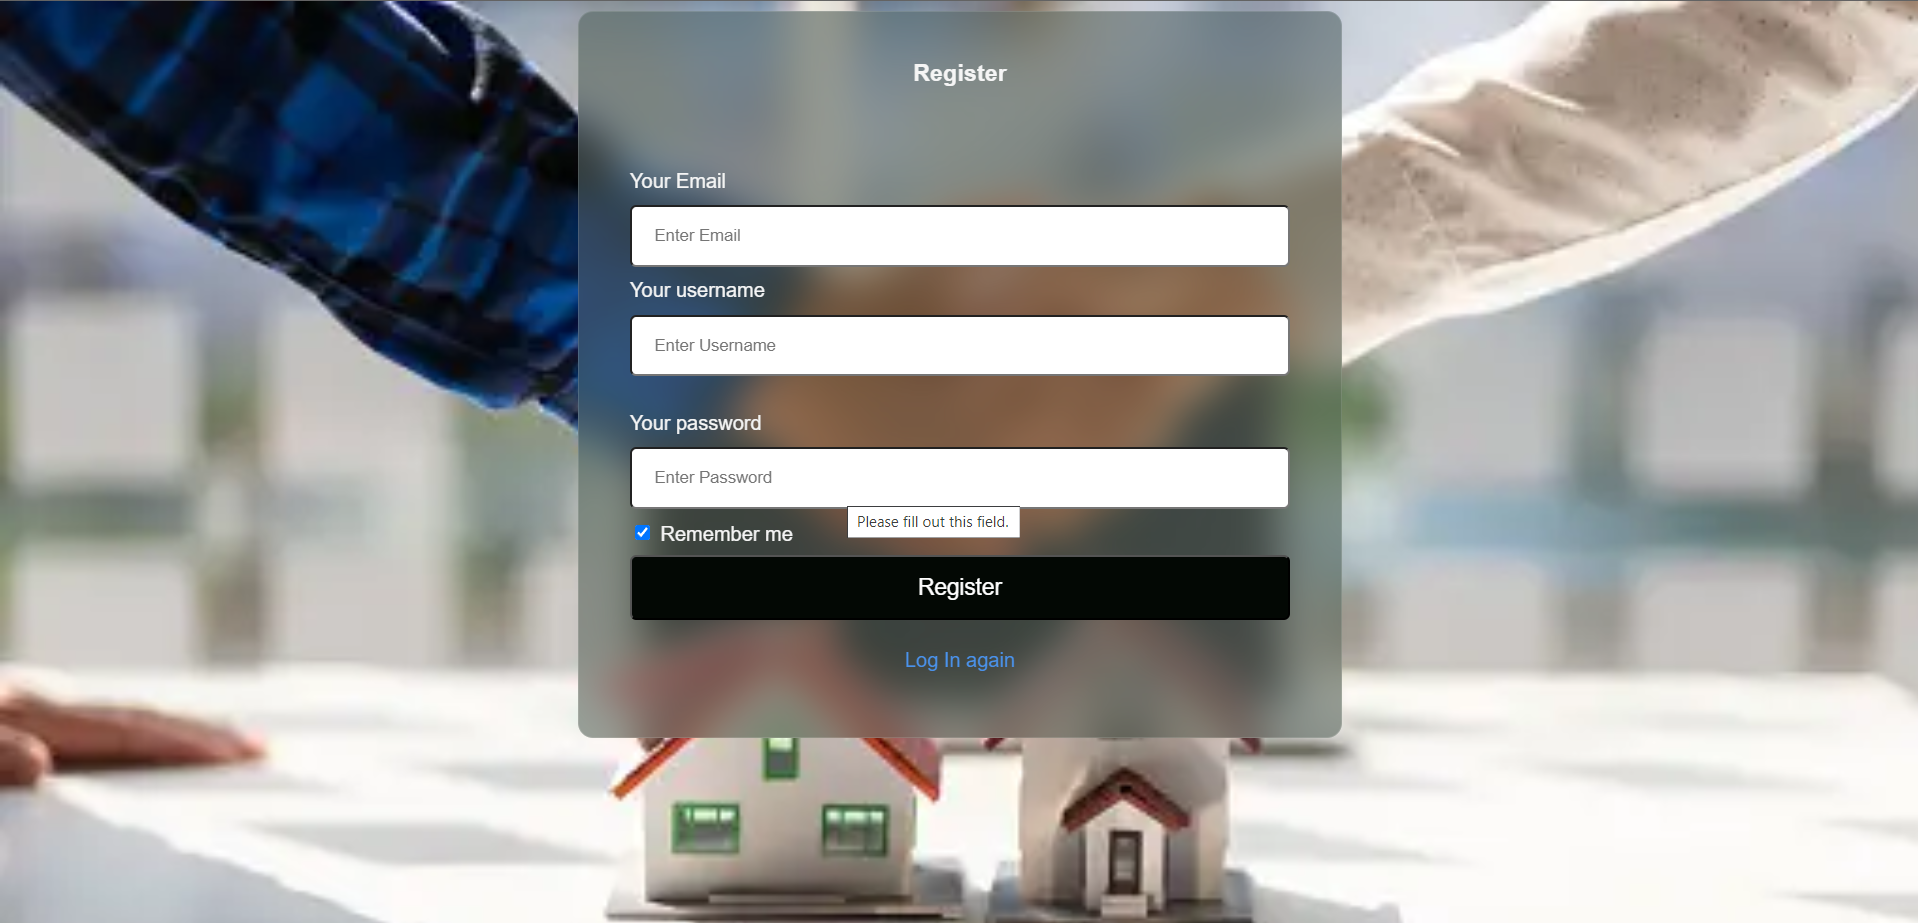 Register
Your Email
Enter Email
Your username
Enter Username
Your password
Enter Password
Please fill out this field.
Remember me
Register
Log In again